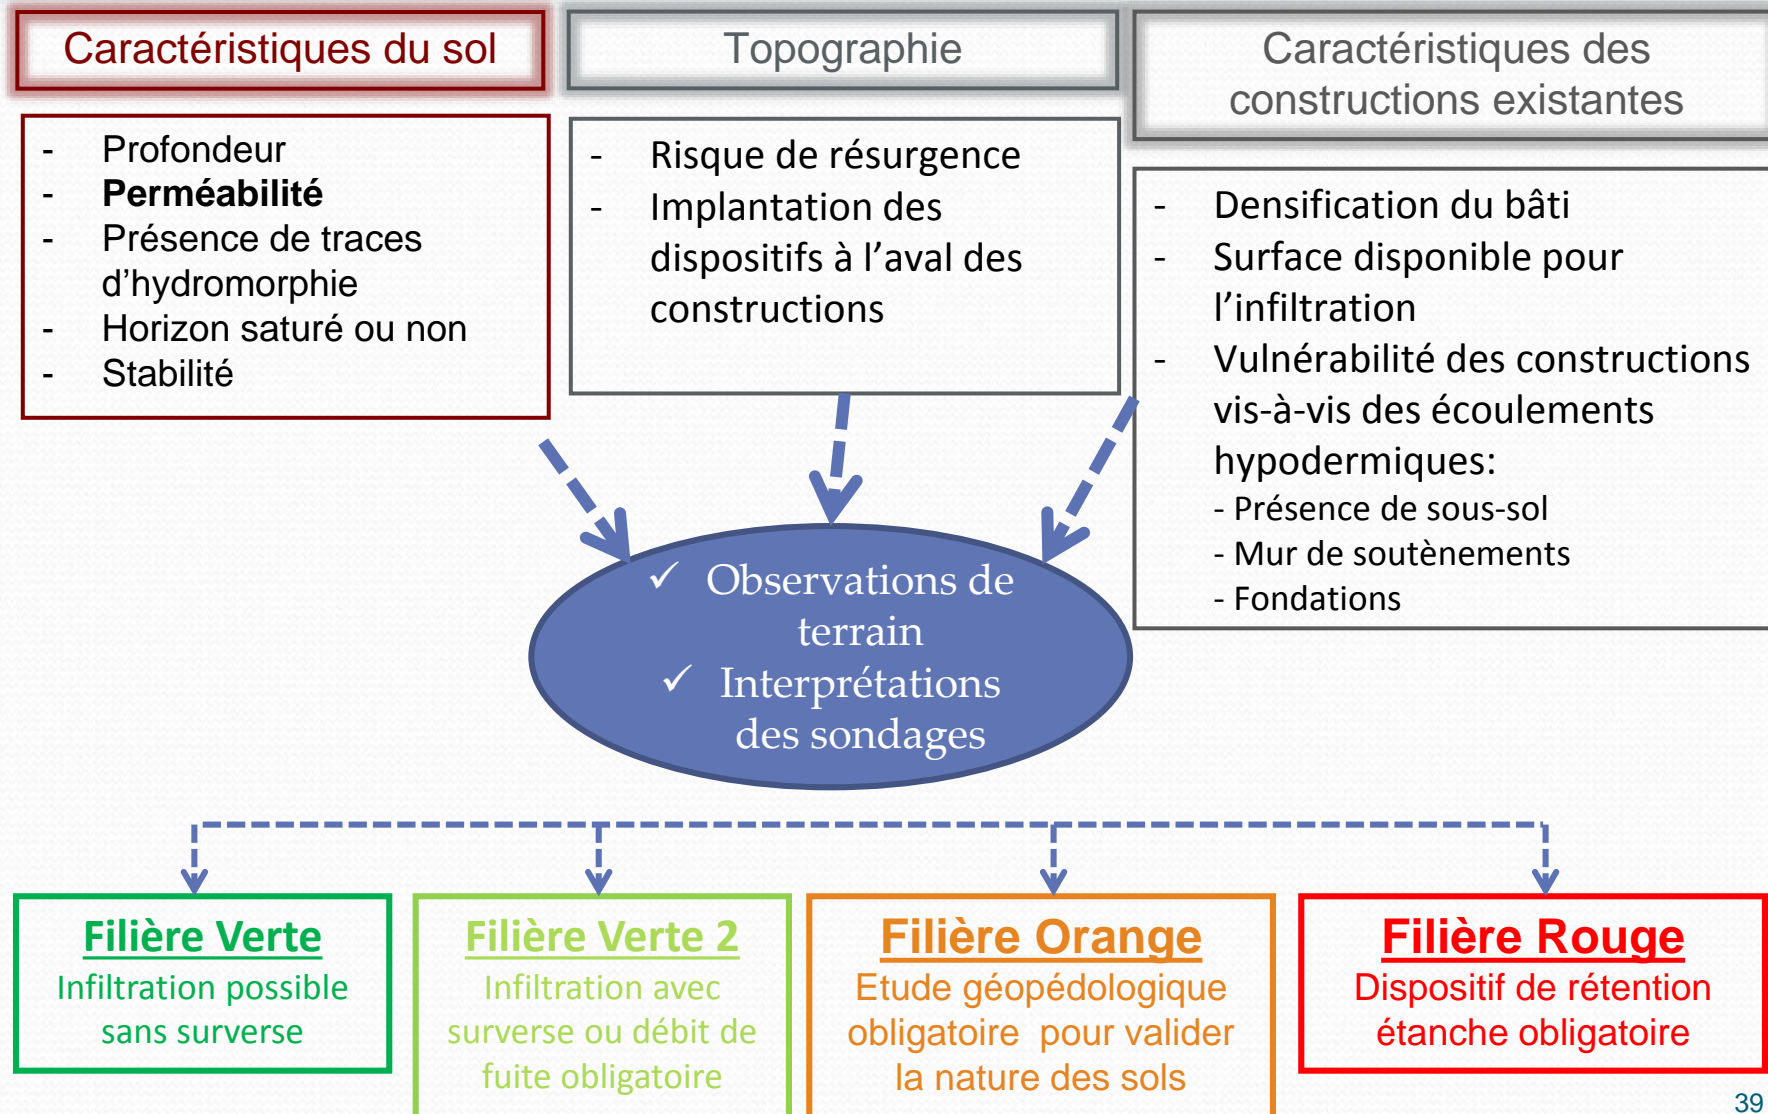 Caractéristiques du sol
- Profondeur
- Perméabilité
- Présence de traces
d'hydromorphie
- Horizon saturé ou non
- Stabilité
Topographie
- Risque de résurgence
- Implantation des
dispositifs à l'aval des
constructions
Caractéristiques des
constructions existantes
- Densification du bâti
- Surface disponible pour
l'infiltration
- Vulnérabilité des constructions
vis-à-vis des écoulements
hypodermiques:
- Présence de sous-sol
- Mur de soutènements
- Fondations
✓ Observations de
terrain
✓ Interprétations
des sondages
Filière Verte
Infiltration possible
sans surverse
Filière Verte 2
Infiltration avec
surverse ou débit de
fuite obligatoire
Filière Orange
Etude géopédologique
obligatoire pour valider
la nature des sols
Filière Rouge
Dispositif de rétention
étanche obligatoire
39